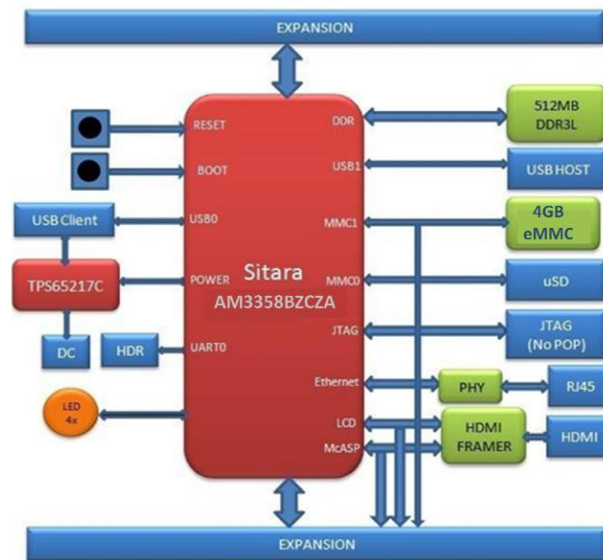 EXPANSION
RESET
DDR
512MB
DDR3L
BOOT
USB1
USB HOST
USB Client
USB0
MMC1
4GB
eMMC
Sitara
AM3358BZCZA
TPS65217C
POWER
MMC0
uSD
DC
HDR
UART0
JTAG
JTAG
(No POP)
Ethernet
PHY
RJ45
LED
4x
LCD
McASP
HDMI
FRAMER
HDMI
EXPANSION